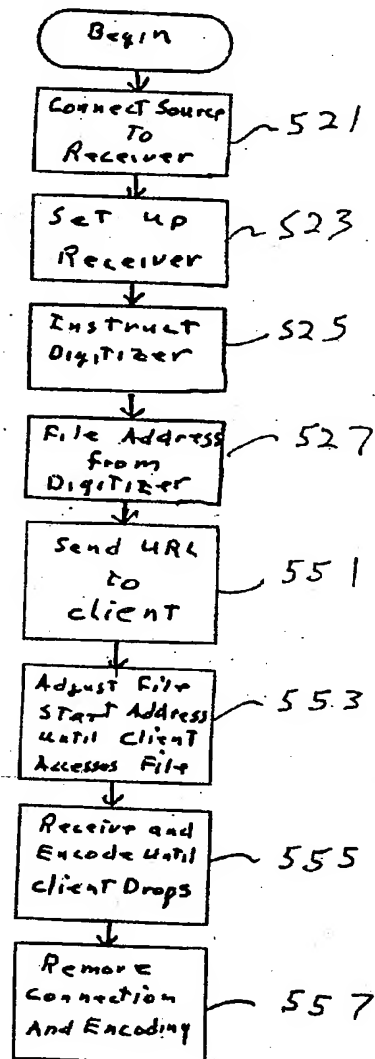 Begin
Connect Source
To
Receiver
521
Set up
Receiver
523
Instruct
Digitizer
525
File Address
from
Digitizer
527
Send URL
to
client
551
Adjust File
Start Address
until Client
Accesses File
553
Receive and
Encode Until
Client Drops
555
Remove
Connection
And Encoding
557